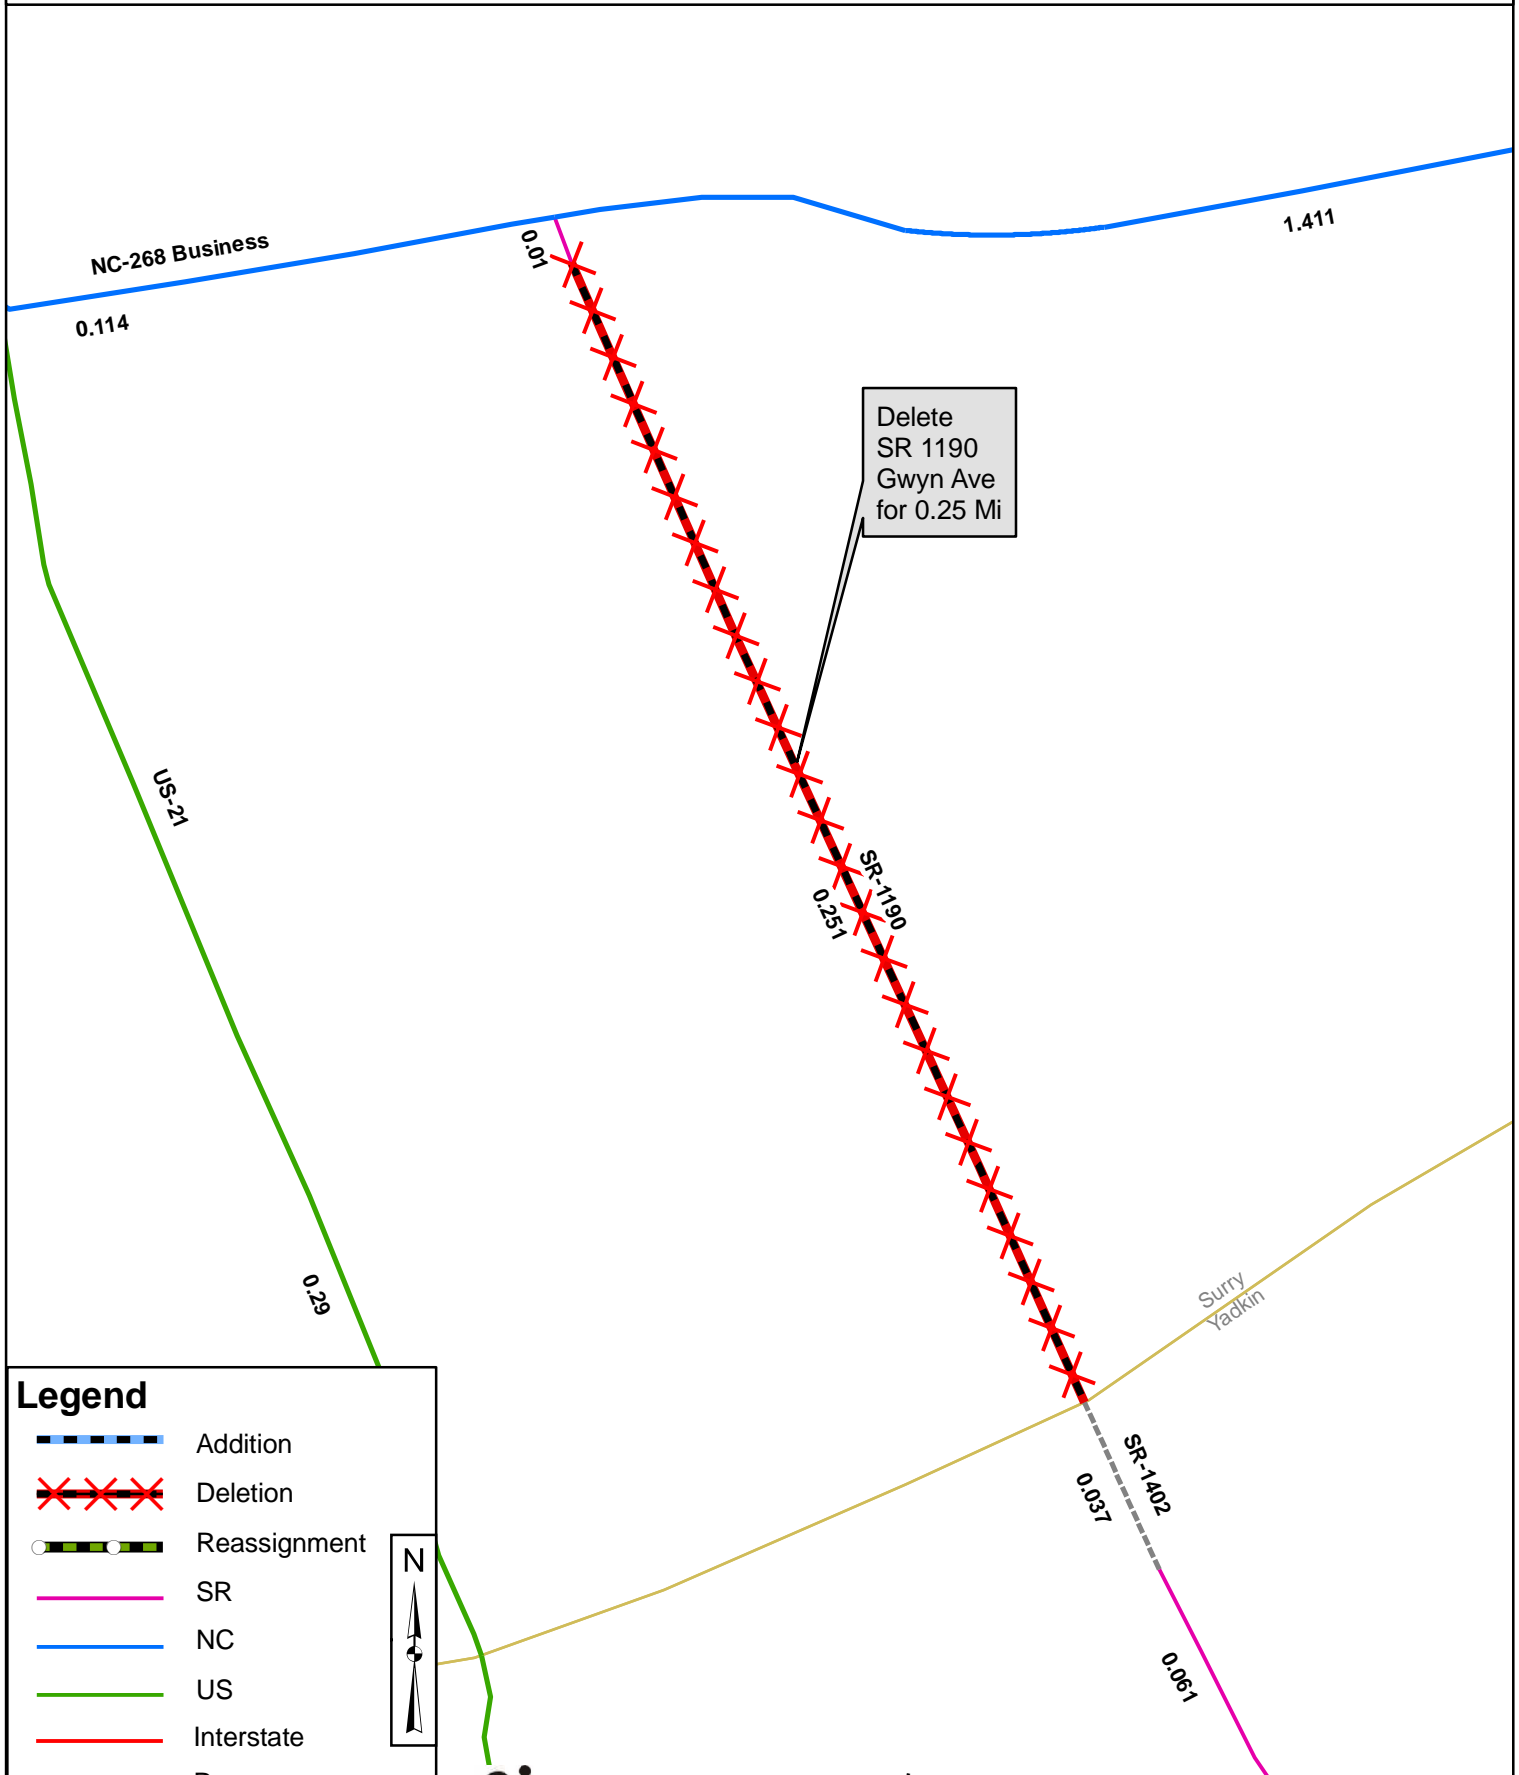 NC-268 Business
0.114
0.01
1.411
Delete
SR 1190
Gwyn Ave
for 0.25 Mi
US-21
SR-1190
0.251
0.29
Surry
Yadkin
SR-1402
0.037
0.061
Legend
Addition
Deletion
Reassignment
SR
NC
US
Interstate
N